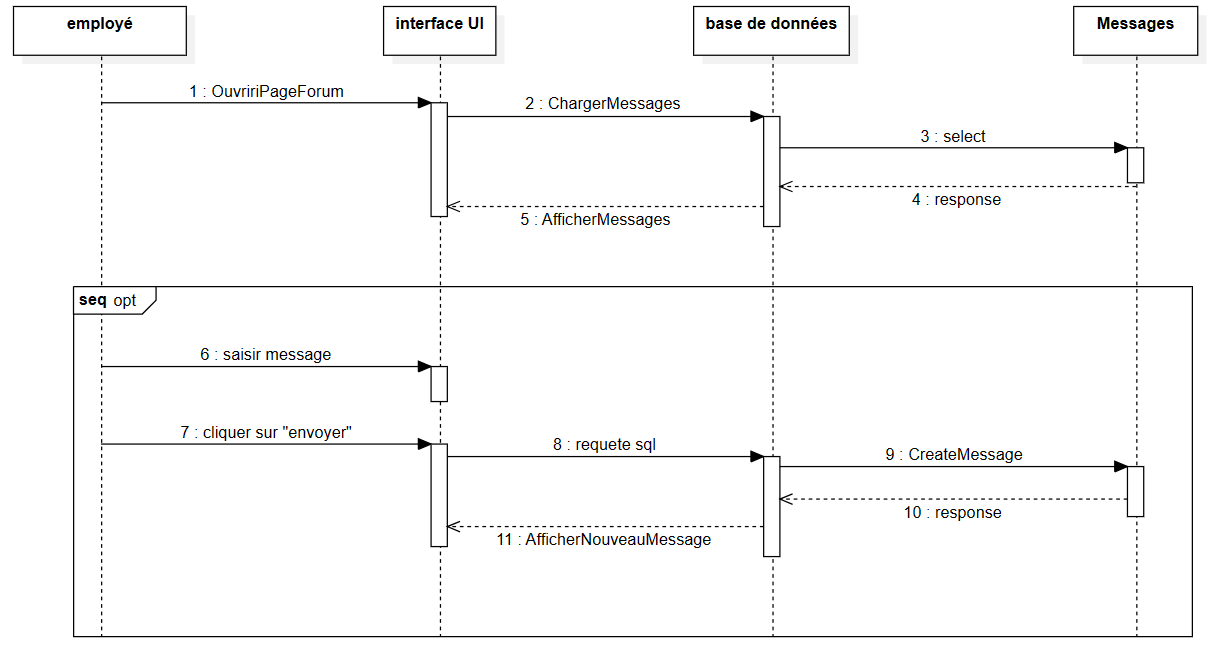 employé
interface UI
base de données
Messages
1 : OuvririPageForum
2 : ChargerMessages
3 : select
4 : response
5 : AfficherMessages
seq opt
6 : saisir message
7 : cliquer sur "envoyer"
8 : requete sql
9 : CreateMessage
10 : response
11 : AfficherNouveauMessage